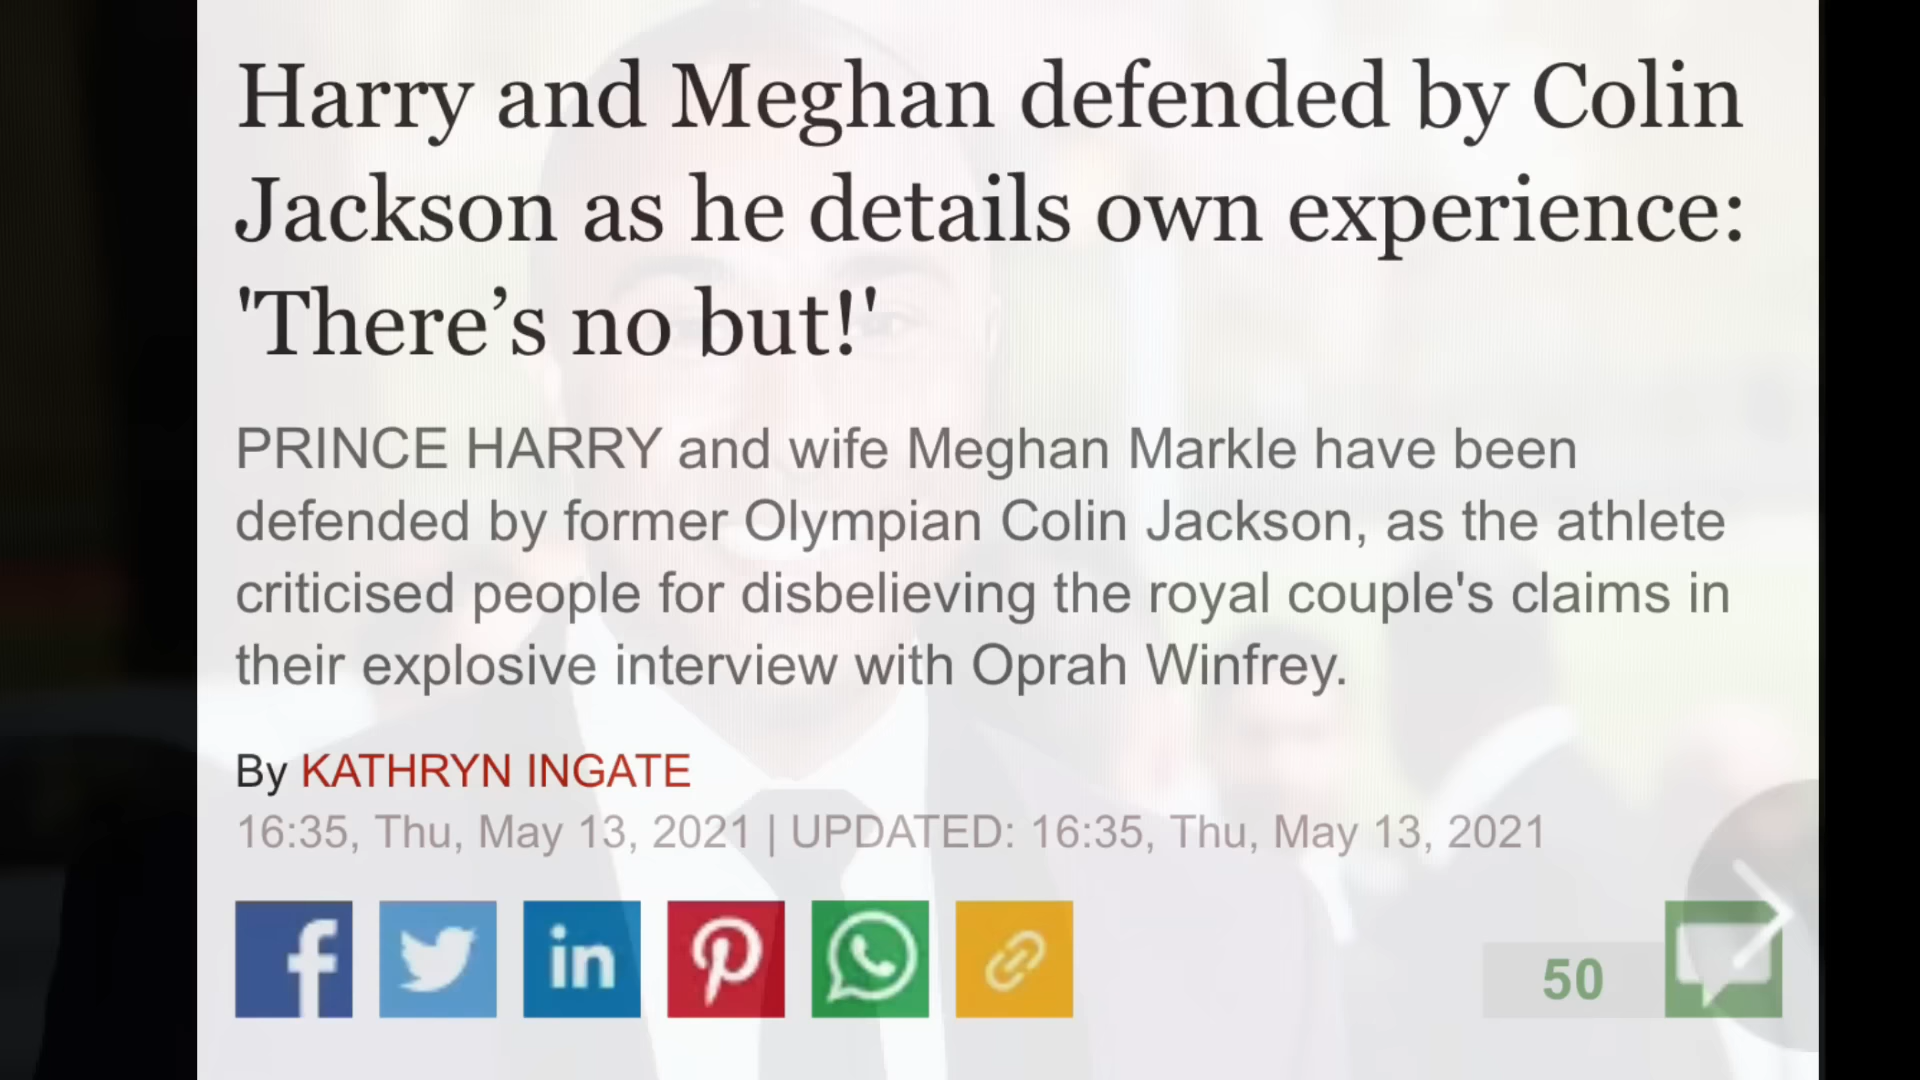 Harry and Meghan defended by Colin
Jackson as he details own experience:
'There’s no but!'
PRINCE HARRY and wife Meghan Markle have been
defended by former Olympian Colin Jackson, as the athlete
criticised people for disbelieving the royal couple's claims in
their explosive interview with Oprah Winfrey.
By KATHRYN INGATE
16:35, Thu, May 13, 2021 | UPDATED: 16:35, Thu, May 13, 2021
50